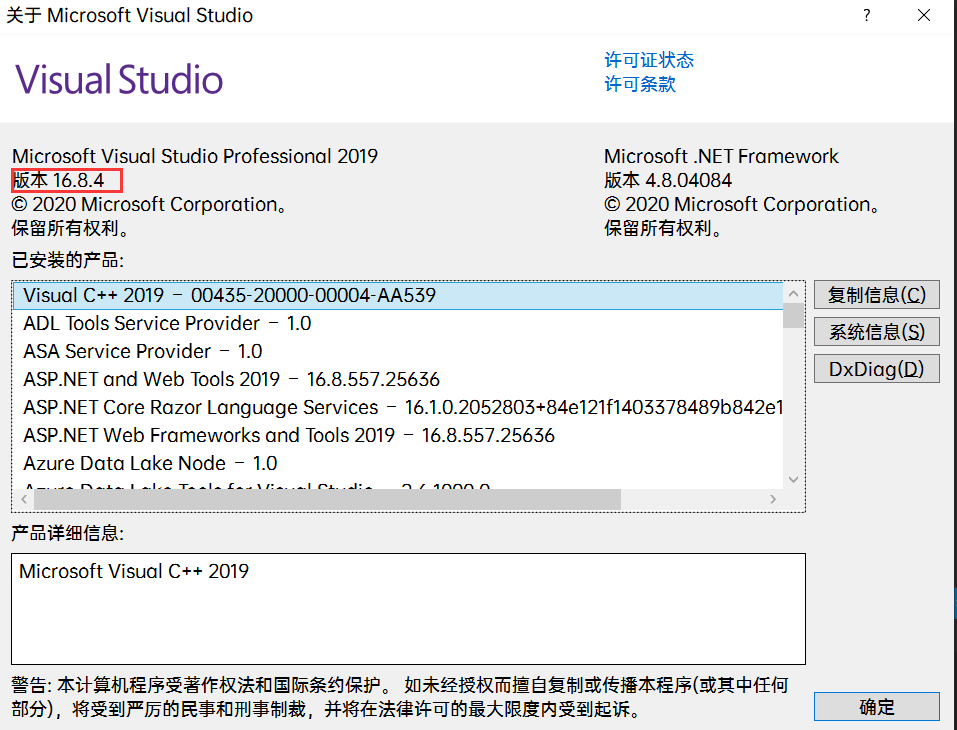 关于 Microsoft Visual Studio
?
Visual Studio
许可证状态
许可条款
Microsoft Visual Studio Professional 2019
版本 16.8.4
© 2020 Microsoft Corporation。
保留所有权利。
Microsoft .NET Framework
版本 4.8.04084
© 2020 Microsoft Corporation。
保留所有权利。
已安装的产品:
Visual C++ 2019 – 00435-20000-00004-AA539
ADL Tools Service Provider – 1.0
ASA Service Provider – 1.0
ASP.NET and Web Tools 2019 – 16.8.557.25636
ASP.NET Core Razor Language Services – 16.1.0.2052803+84e121f1403378489b842e1
ASP.NET Web Frameworks and Tools 2019 – 16.8.557.25636
Azure Data Lake Node – 1.0
Azure Data Lake Tools for Visual Studio
复制信息(C)
系统信息(S)
DxDiag(D)
产品详细信息:
Microsoft Visual C++ 2019
警告: 本计算机程序受著作权法和国际条约保护。 如未经授权而擅自复制或传播本程序(或其中任何
部分)，将受到严厉的民事和刑事制裁，并将在法律许可的最大限度内受到起诉。
确定